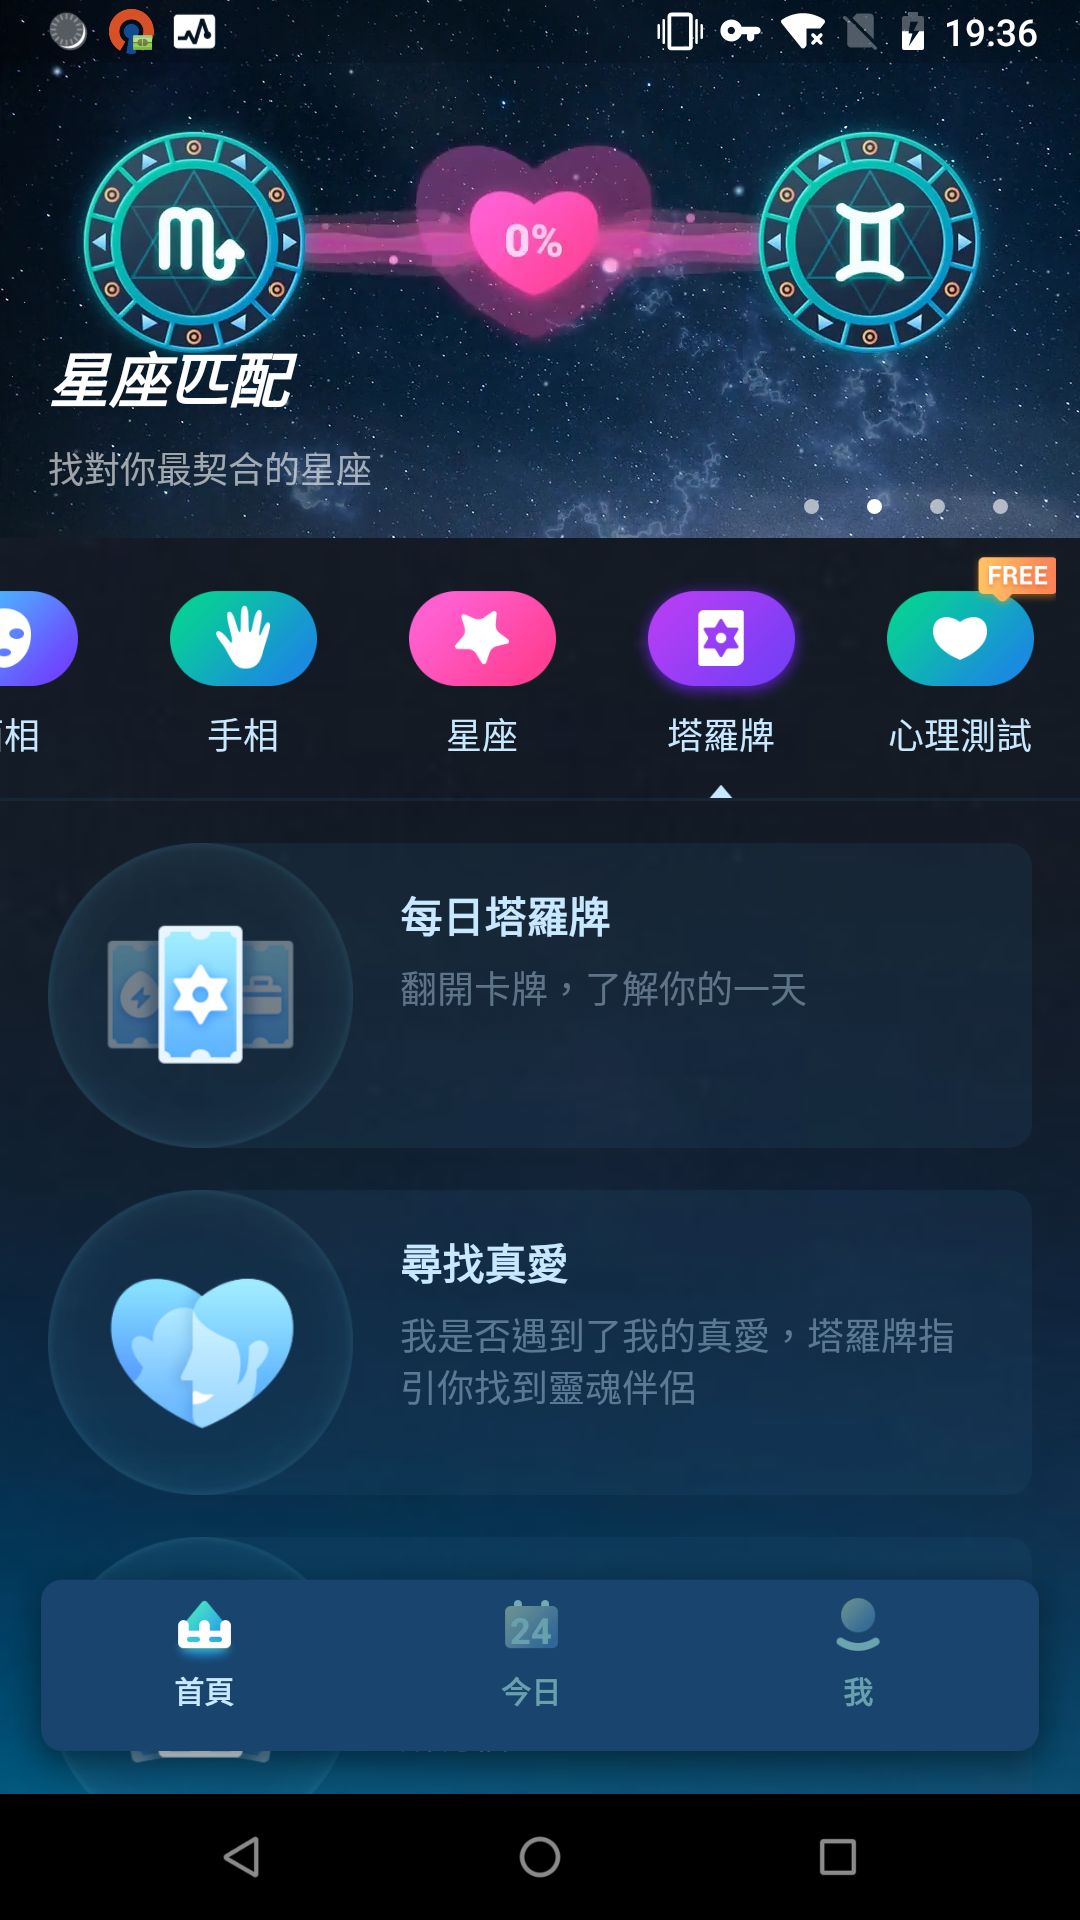 19:36
0%
星座匹配
找對你最契合的星座
FREE
相
手相
星座
塔羅牌
心理測試
每日塔羅牌
翻開卡牌，了解你的一天
尋找真愛
我是否遇到了我的真愛，塔羅牌指
引你找到靈魂伴侶
24
首頁
今日
我